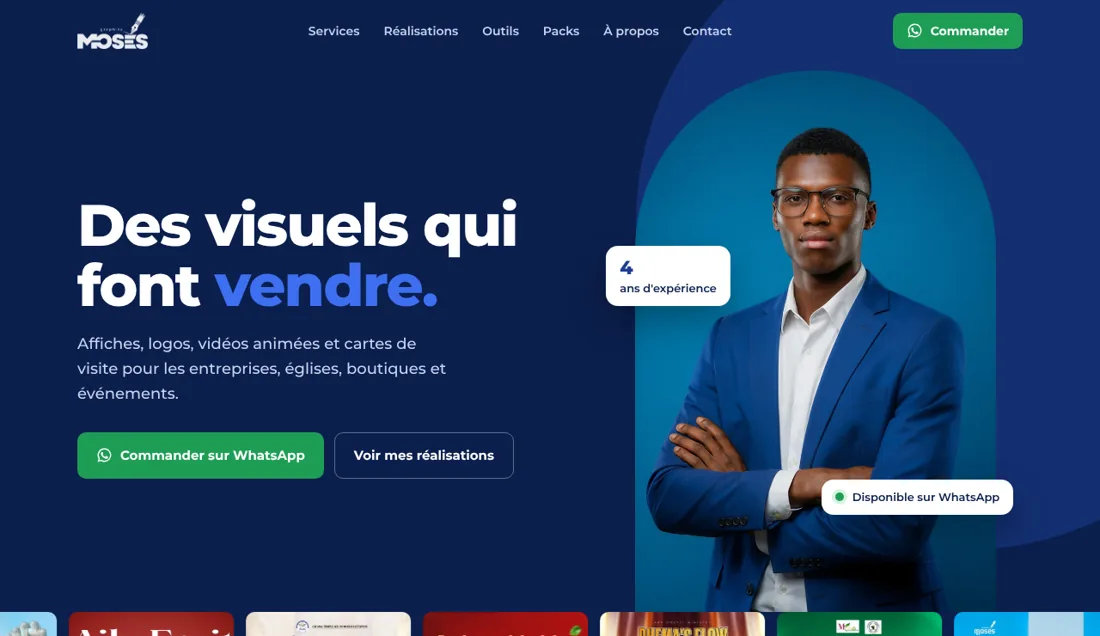 graphic
MOSES
Services
Réalisations
Outils
Packs
À propos
Contact
Commander
Des visuels qui
font vendre.
4
ans d'expérience
Affiches, logos, vidéos animées et cartes de
visite pour les entreprises, églises, boutiques et
événements.
Commander sur WhatsApp
Voir mes réalisations
Disponible sur WhatsApp